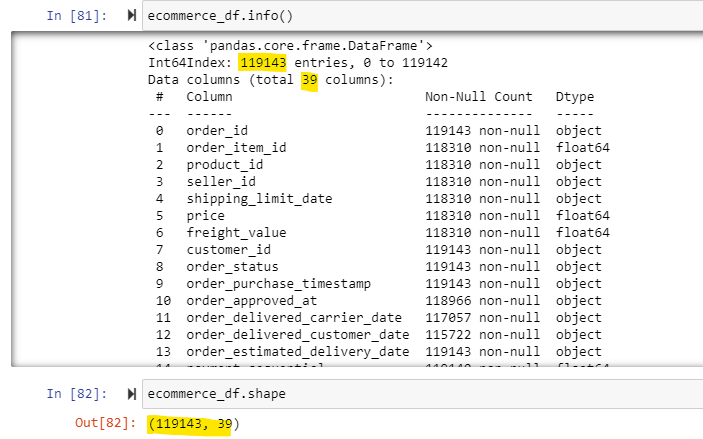 In [81]: ecommerce_df.info()
<class 'pandas.core.frame.DataFrame'>
Int64Index: 119143 entries, 0 to 119142
Data columns (total 39 columns):
# Column Non-Null Count Dtype
--- ------ -------------- -----
0 order_id 119143 non-null object
1 order_item_id 118310 non-null float64
2 product_id 118310 non-null object
3 seller_id 118310 non-null object
4 shipping_limit_date 118310 non-null object
5 price 118310 non-null float64
6 freight_value 118310 non-null float64
7 customer_id 119143 non-null object
8 order_status 119143 non-null object
9 order_purchase_timestamp 119143 non-null object
10 order_approved_at 118966 non-null object
11 order_delivered_carrier_date 117057 non-null object
12 order_delivered_customer_date 115722 non-null object
13 order_estimated_delivery_date 119143 non-null object
In [82]: ecommerce_df.shape
Out[82]: (119143, 39)